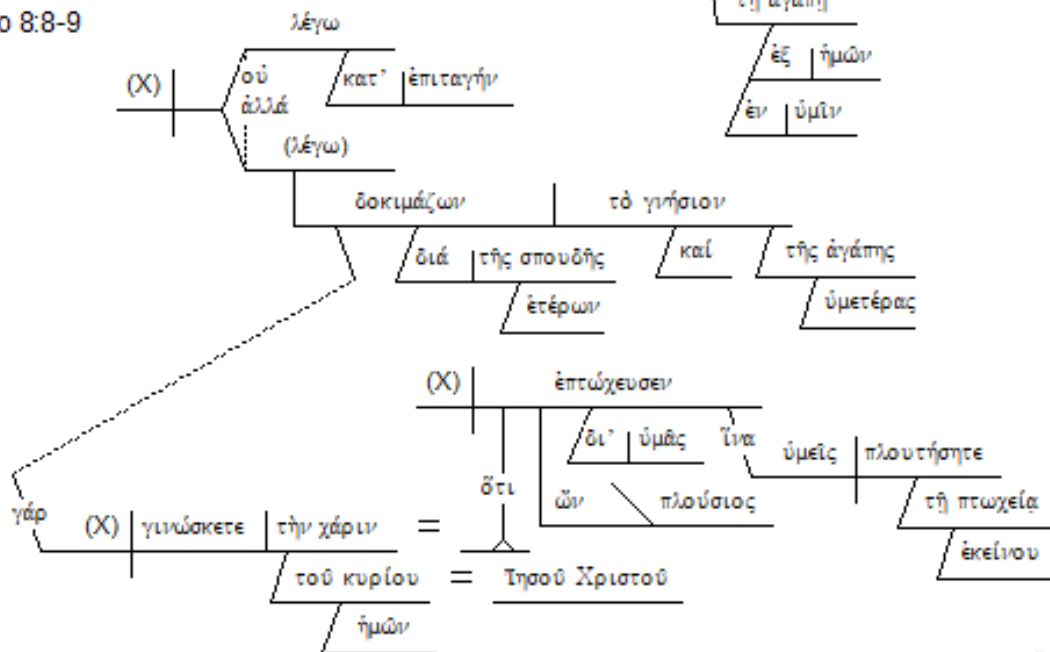 ο 8:8-9
τῇ ἀγάπῃ
ἐξ ἡμῶν
ἐν ὑμῖν
λέγω
(X) οὐ κατ’ ἐπιταγήν
ἀλλά
(λέγω)
δοκιμάζων τὸ γνήσιον
διά τῆς σπουδῆς καί τῆς ἀγάπης
ἑτέρων ὑμετέρας
(X) ἐπτώχευσεν
δι’ ὑμᾶς ἵνα ὑμεῖς πλουτήσητε
ὅτι ὤν πλούσιος τῇ πτωχείᾳ
ἐκείνου
γάρ (X) γινώσκετε τὴν χάριν =
τοῦ κυρίου = Ἰησοῦ Χριστοῦ
ἡμῶν